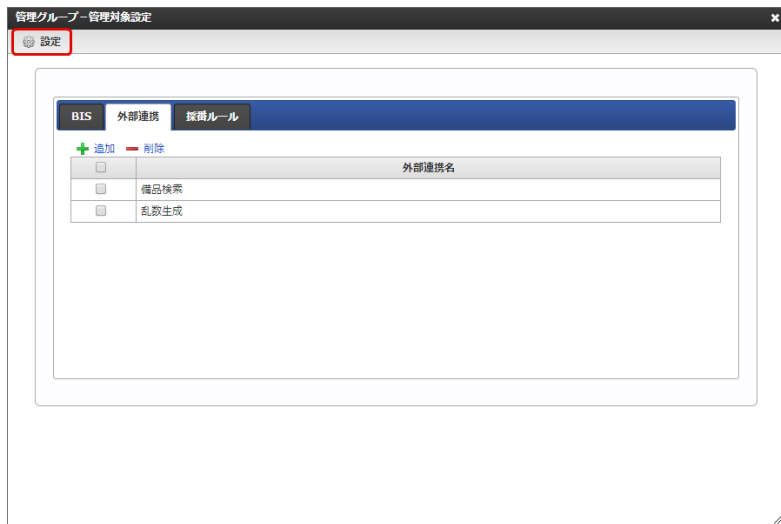 管理グループ－管理対象設定
設定
BIS 外部連携 採番ルール
追加 削除
外部連携名
備品検索
乱数生成